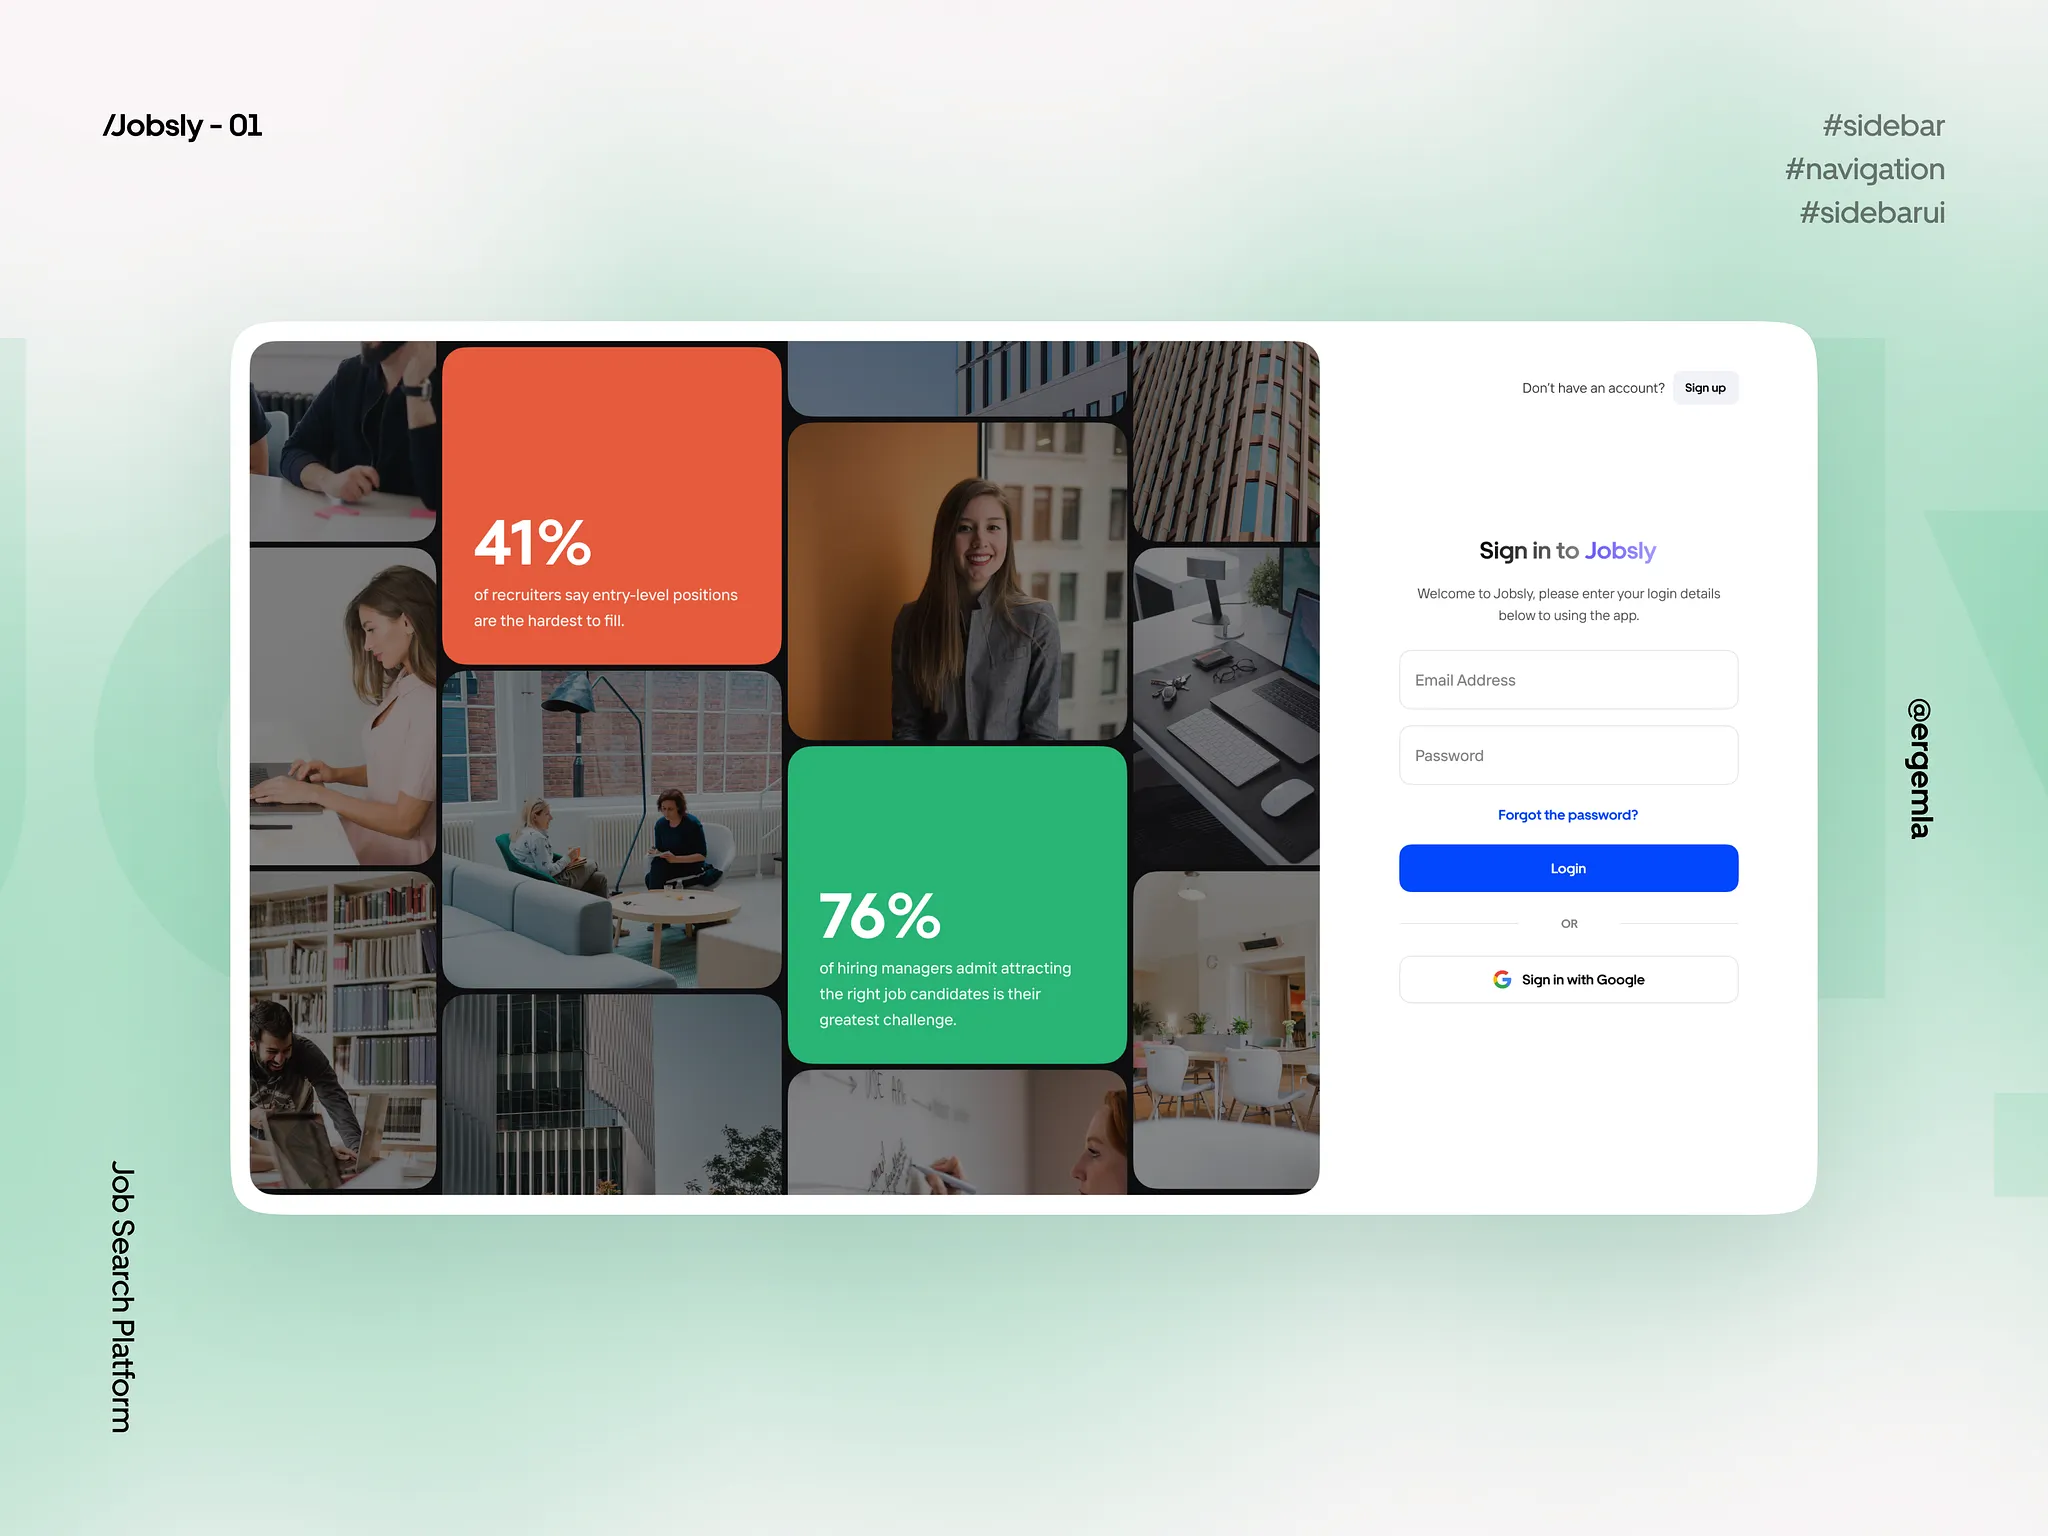 /Jobsly - 01
#sidebar
#navigation
#sidebarui
41%
of recruiters say entry-level positions
are the hardest to fill.
76%
of hiring managers admit attracting
the right job candidates is their
greatest challenge.
Don't have an account? Sign up
Sign in to Jobsly
Welcome to Jobsly, please enter your login details
below to using the app.
Email Address
Password
Forgot the password?
Login
OR
Sign in with Google
@ergemla
Job Search Platform